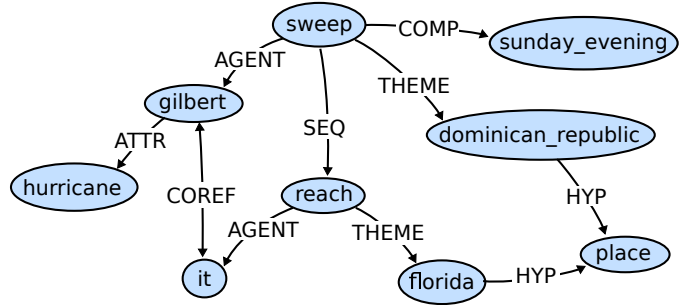 sweep
COMP
sunday_evening
AGENT
THEME
gilbert
SEQ
dominican_republic
ATTR
hurricane
COREF
reach
HYP
AGENT
THEME
place
it
florida
HYP